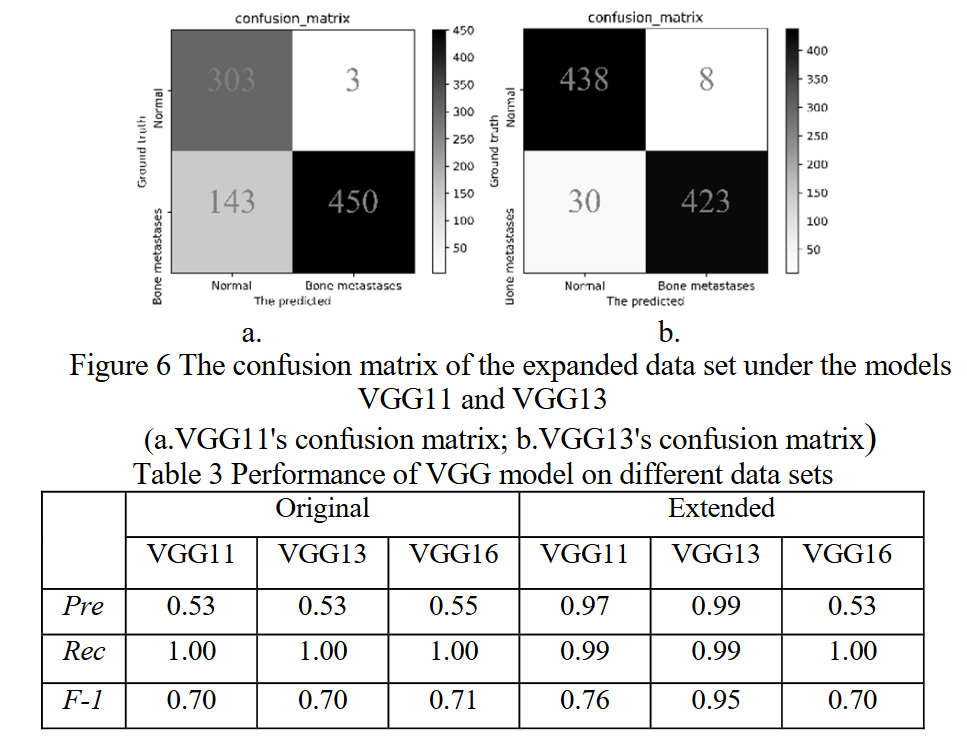 confusion_matrix
Ground truth
Normal
Bone metastases
303 3
143 450
450
400
350
300
250
200
150
100
50
Normal Bone metastases
The predicted
a.
confusion_matrix
Ground truth
Normal
Bone metastases
438 8
30 423
400
350
300
250
200
150
100
50
Normal Bone metastases
The predicted
b.
Figure 6 The confusion matrix of the expanded data set under the models
VGG11 and VGG13
(a.VGG11's confusion matrix; b.VGG13's confusion matrix)
Table 3 Performance of VGG model on different data sets
Original Extended
VGG11 VGG13 VGG16 VGG11 VGG13 VGG16
Pre 0.53 0.53 0.55 0.97 0.99 0.53
Rec 1.00 1.00 1.00 0.99 0.99 1.00
F-1 0.70 0.70 0.71 0.76 0.95 0.70